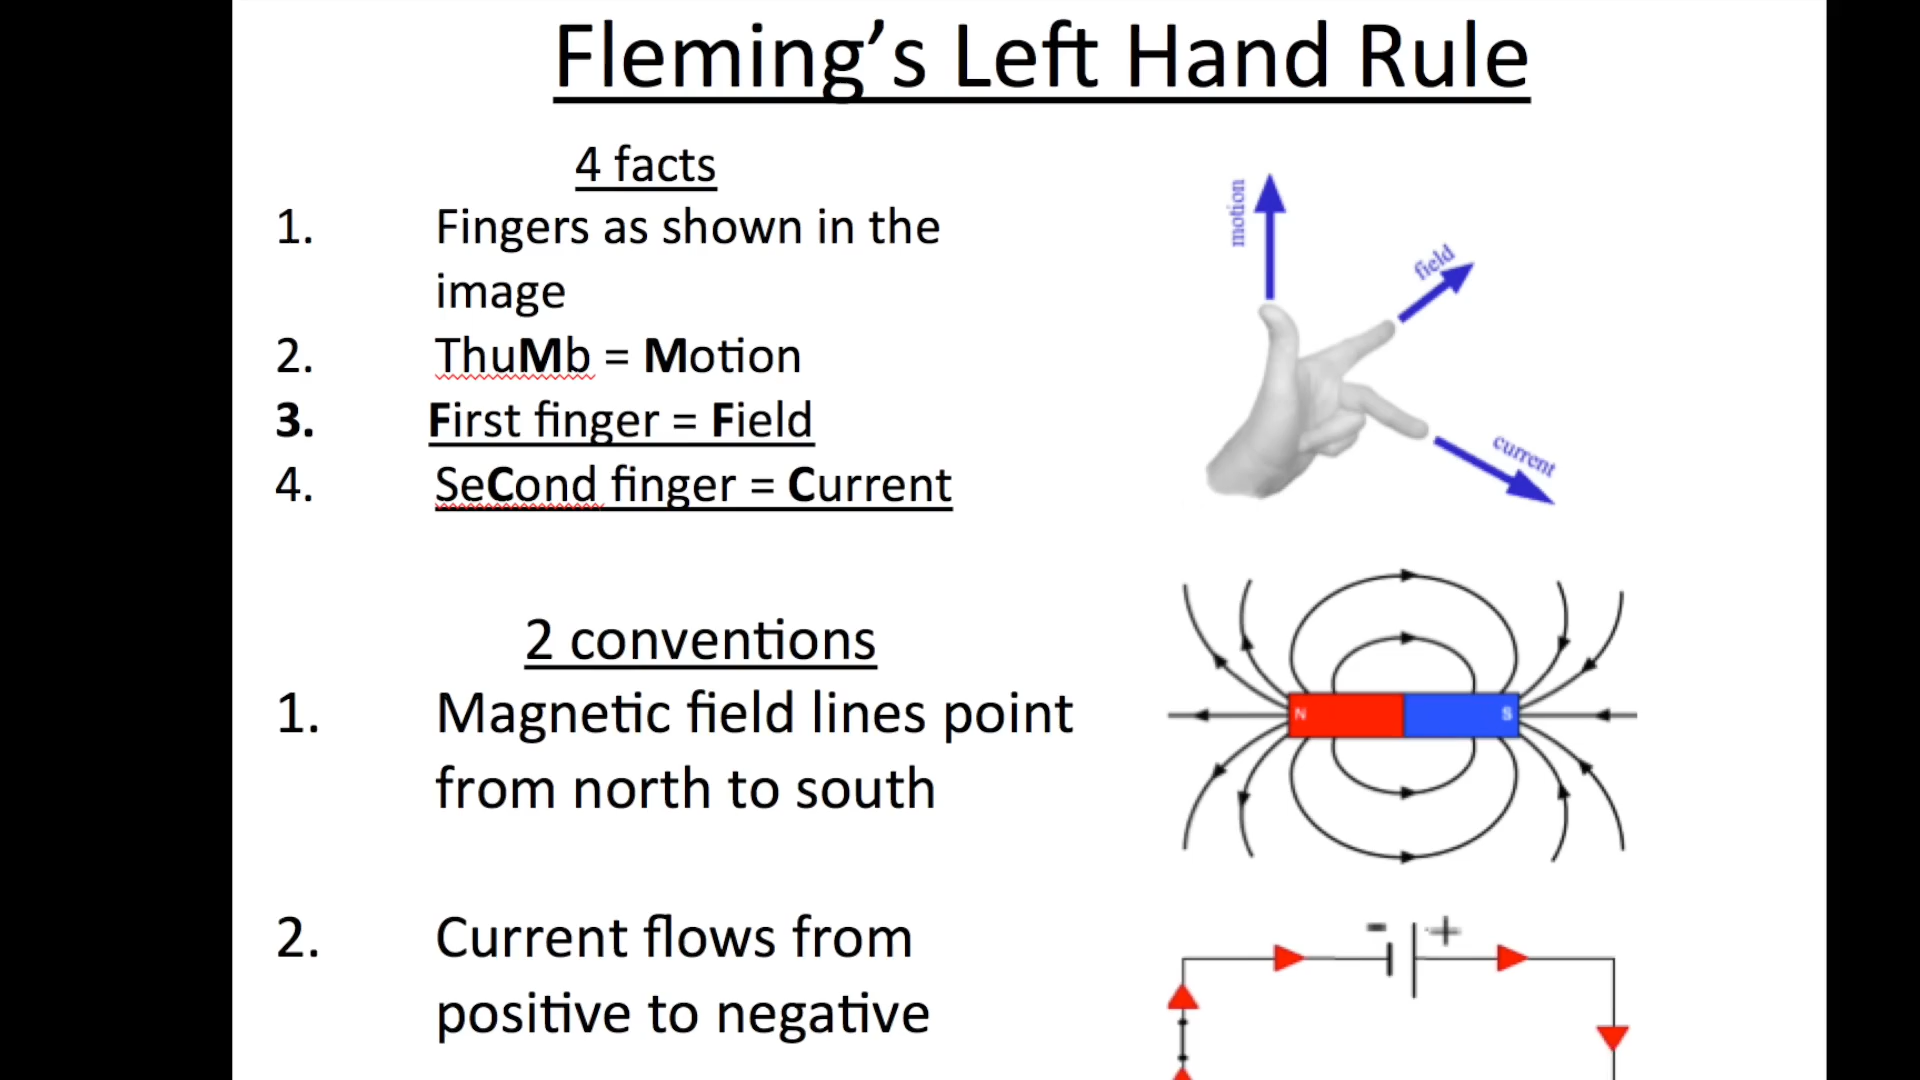 Fleming’s Left Hand Rule
4 facts
1. Fingers as shown in the
image
2. ThuMb = Motion
3. First finger = Field
4. SeCond finger = Current
motion
field
current
2 conventions
1. Magnetic field lines point
from north to south
N S
2. Current flows from
positive to negative
- +